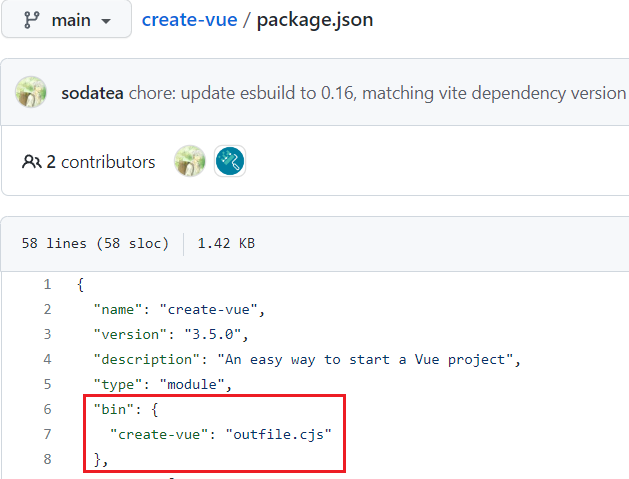 main
create-vue / package.json
sodatea chore: update esbuild to 0.16, matching vite dependency version
2 contributors
58 lines (58 sloc) 1.42 KB
1 {
2 "name": "create-vue",
3 "version": "3.5.0",
4 "description": "An easy way to start a Vue project",
5 "type": "module",
6 "bin": {
7 "create-vue": "outfile.cjs"
8 },